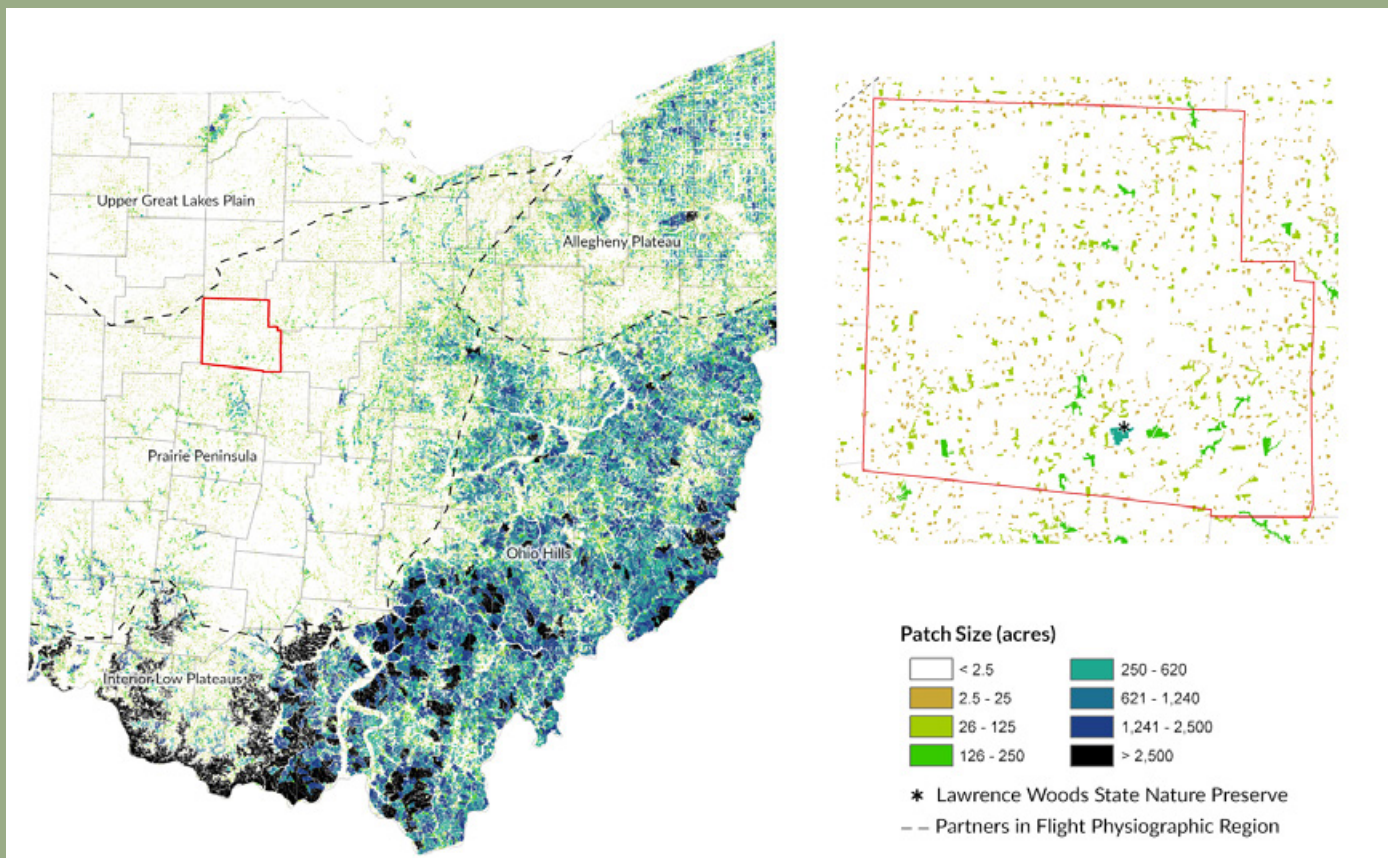 Upper Great Lakes Plain
Allegheny Plateau
Prairie Peninsula
Ohio Hills
Interior Low Plateaus
Patch Size (acres)
< 2.5
250 - 620
2.5 - 25
621 - 1,240
26 - 125
1,241 - 2,500
126 - 250
> 2,500
* Lawrence Woods State Nature Preserve
-- Partners in Flight Physiographic Region